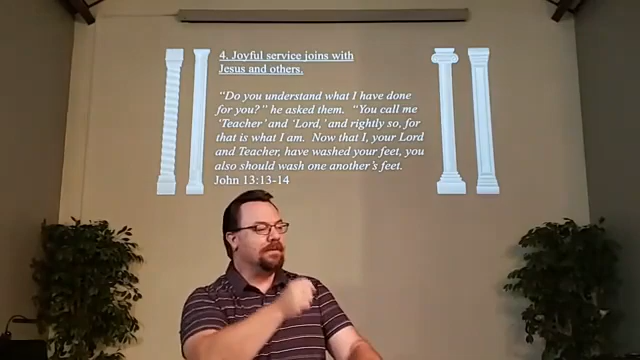 4. Joyful service joins with
Jesus and others.
“Do you understand what I have done
for you?” he asked them. “You call me
‘Teacher’ and ‘Lord,’ and rightly so, for
that is what I am. Now that I, your Lord
and Teacher, have washed your feet, you
also should wash one another’s feet.
John 13:13-14